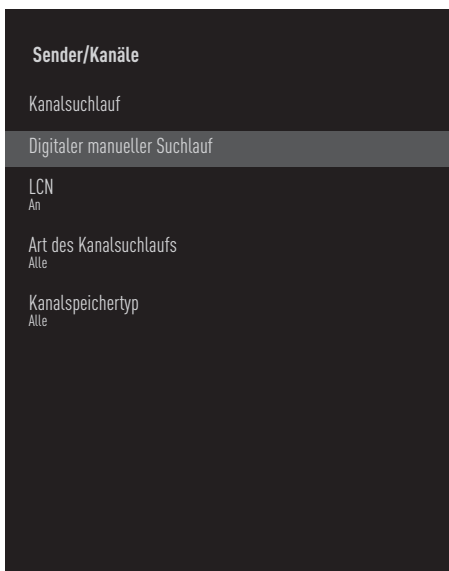 Sender/Kanäle
Kanalsuchlauf
Digitaler manueller Suchlauf
LCN
An
Art des Kanalsuchlaufs
Alle
Kanalspeichertyp
Alle